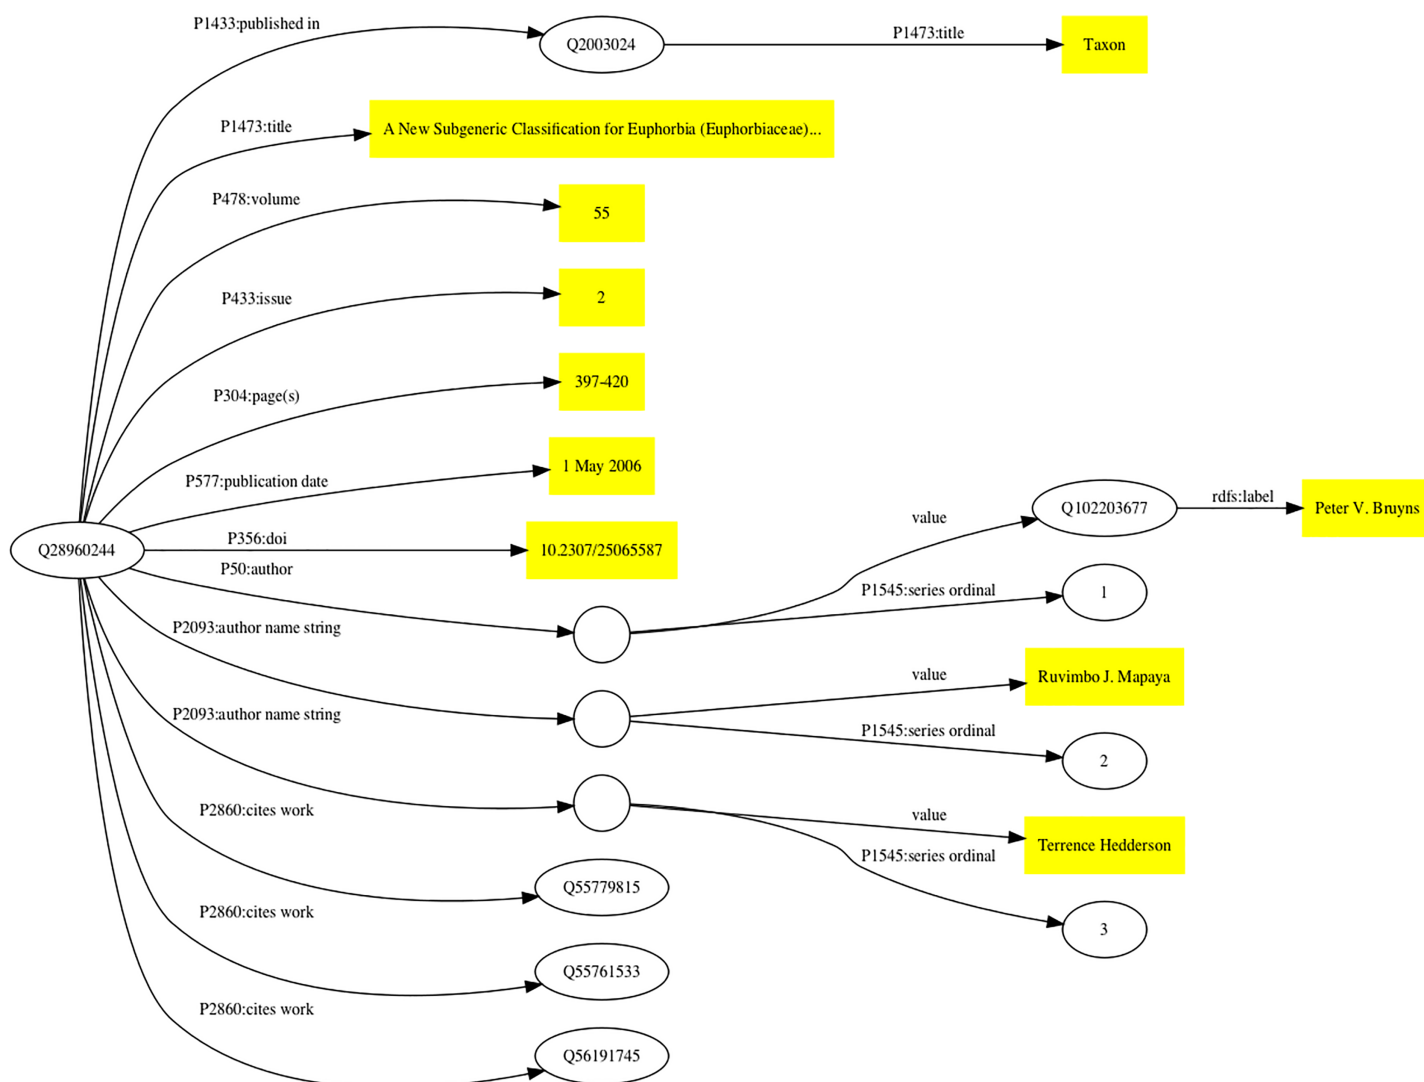 P1433:published in
Q2003024
P1473:title
Taxon
P1473:title
A New Subgeneric Classification for Euphorbia (Euphorbiaceae)...
P478:volume
55
P433:issue
2
P304:page(s)
397-420
P577:publication date
1 May 2006
Q28960244
P356:doi
10.2307/25065587
P50:author
value
Q102203677
rdfs:label
Peter V. Bruyns
P1545:series ordinal
1
P2093:author name string
value
Ruvimbo J. Mapaya
P1545:series ordinal
2
P2093:author name string
value
Terrence Hedderson
P1545:series ordinal
3
P2860:cites work
Q55779815
P2860:cites work
Q55761533
P2860:cites work
Q56191745